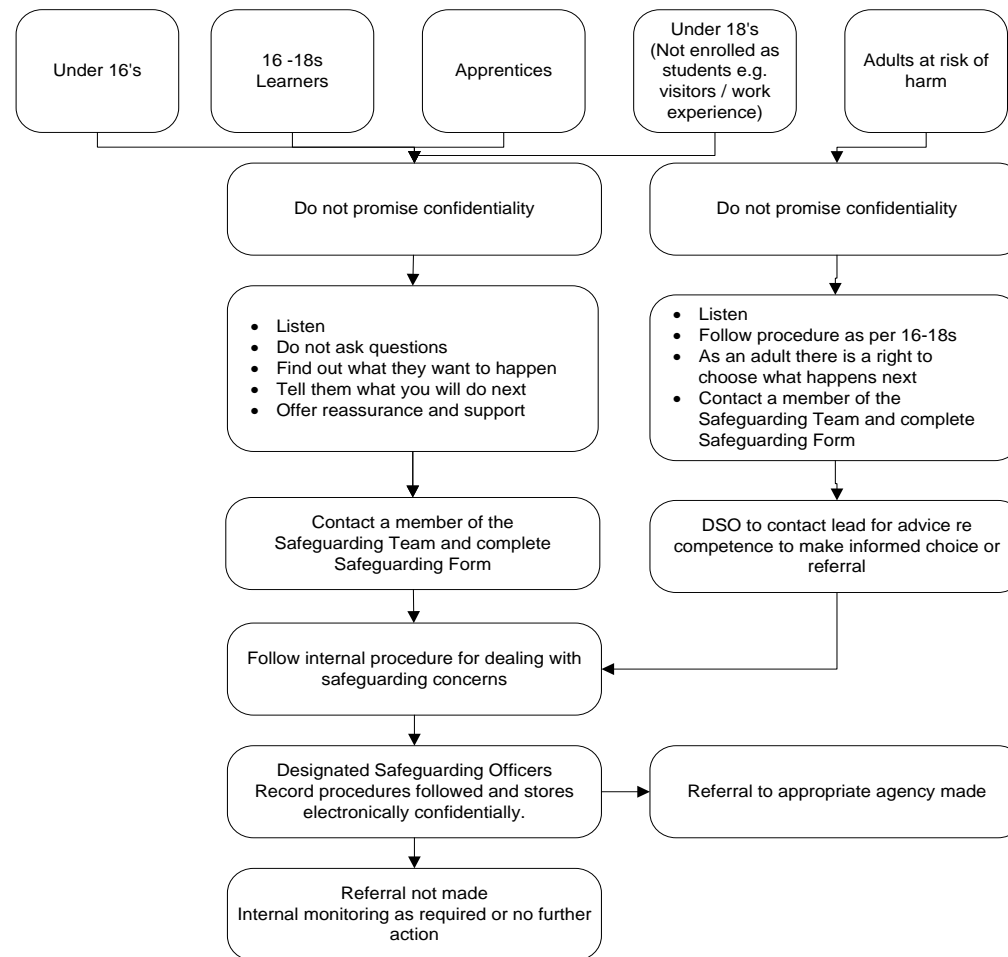 Under 16's
16 -18s
Learners
Apprentices
Under 18's
(Not enrolled as
students e.g.
visitors / work
experience)
Adults at risk of
harm
Do not promise confidentiality
Do not promise confidentiality
• Listen
• Do not ask questions
• Find out what they want to happen
• Tell them what you will do next
• Offer reassurance and support
• Listen
• Follow procedure as per 16-18s
• As an adult there is a right to
choose what happens next
• Contact a member of the
Safeguarding Team and complete
Safeguarding Form
Contact a member of the
Safeguarding Team and complete
Safeguarding Form
DSO to contact lead for advice re
competence to make informed choice or
referral
Follow internal procedure for dealing with
safeguarding concerns
Designated Safeguarding Officers
Record procedures followed and stores
electronically confidentially.
Referral to appropriate agency made
Referral not made
Internal monitoring as required or no further
action